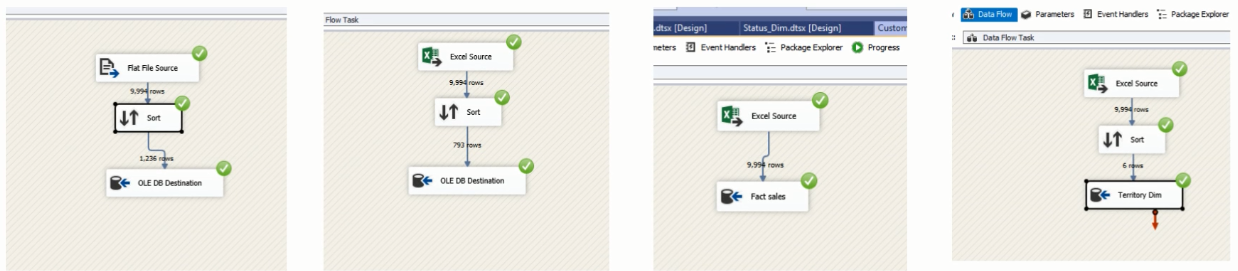 Flat File Source
9,994 rows
Sort
1,236 rows
OLE DB Destination
Flow Task
Excel Source
9,994 rows
Sort
793 rows
OLE DB Destination
.dtsx [Design] Status_Dim.dtsx [Design] Custom
meters Event Handlers Package Explorer Progress
Excel Source
9,994 rows
Fact sales
Data Flow Parameters Event Handlers Package Explorer
Data Flow Task
Excel Source
9,994 rows
Sort
6 rows
Territory Dim